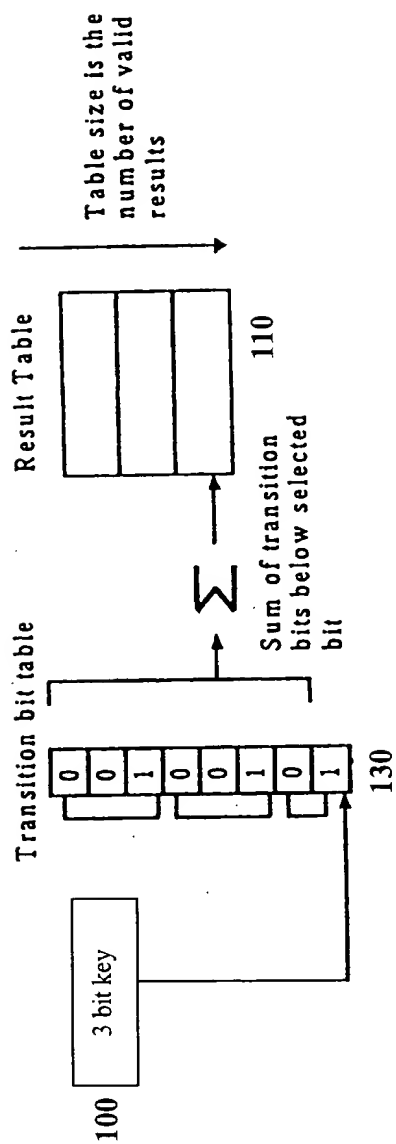 3 bit key
100
Transition bit table
0
0
1
0
0
1
0
1
130
Σ
Sum of transition
bits below selected
bit
Result Table
110
Table size is the
number of valid
results